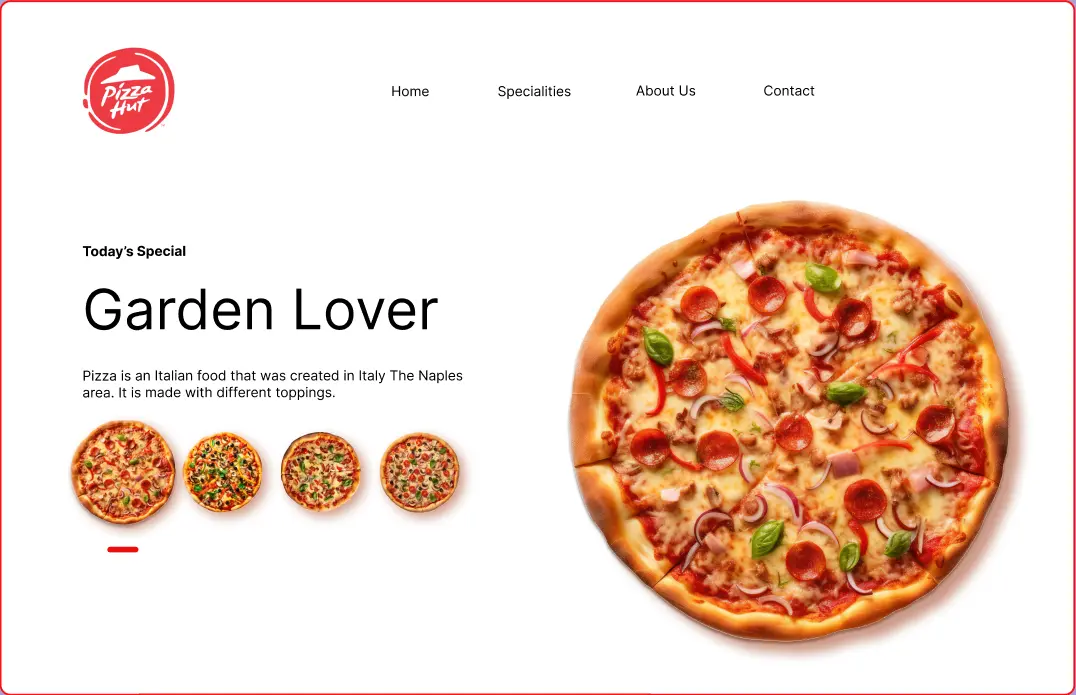 Pizza
Hut
Home Specialities About Us Contact
Today’s Special
Garden Lover
Pizza is an Italian food that was created in Italy The Naples
area. It is made with different toppings.